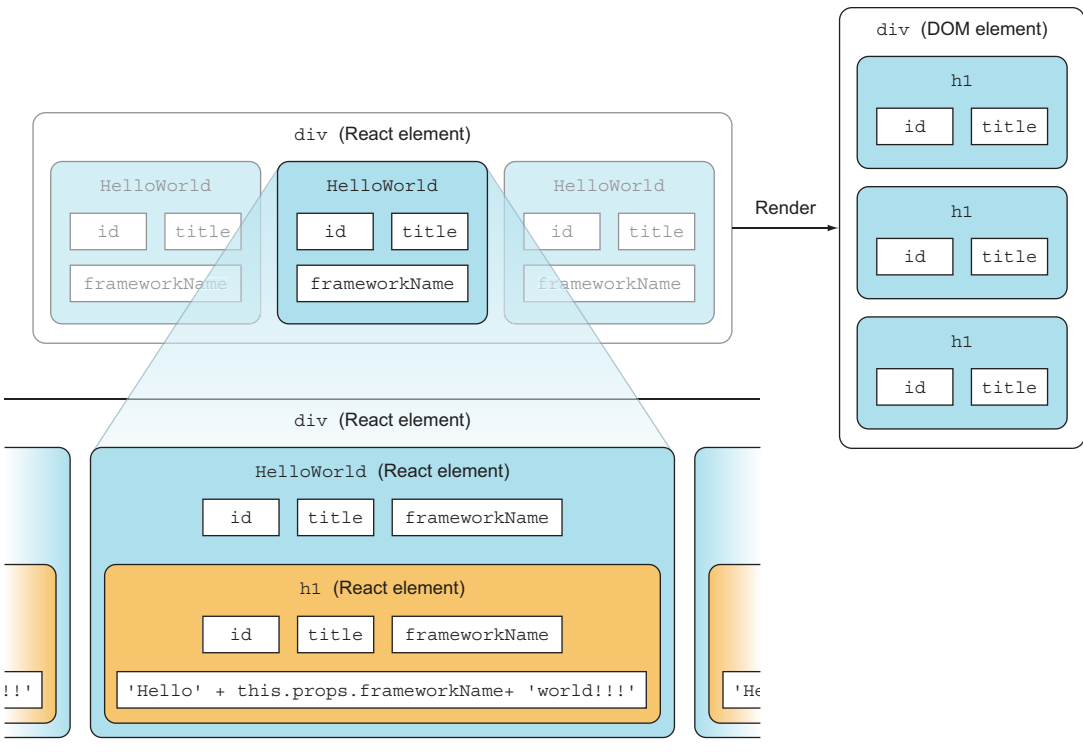 div (React element)
HelloWorld HelloWorld HelloWorld
id title id title id title
frameworkName frameworkName frameworkName
Render
div (DOM element)
h1
id title
h1
id title
h1
id title
div (React element)
HelloWorld (React element)
id title frameworkName
h1 (React element)
id title frameworkName
!!' 'Hello' + this.props.frameworkName+ 'world!!!' 'He